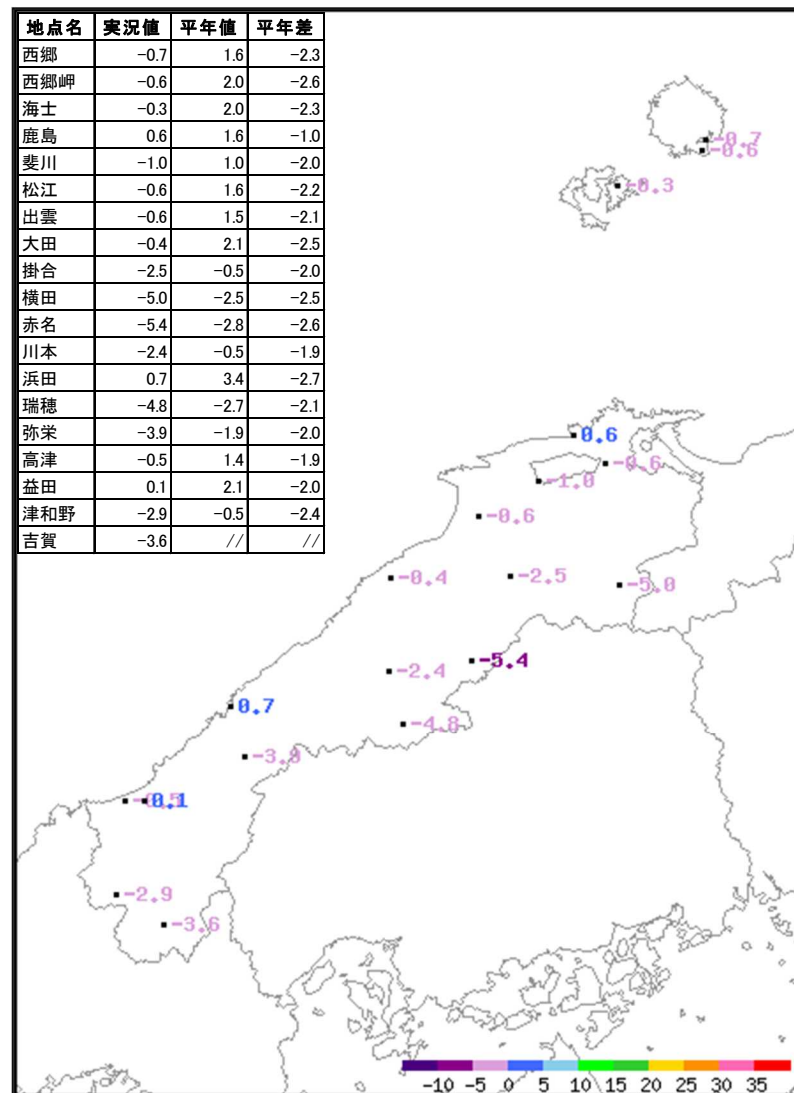 地点名 実況値 平年値 平年差
西郷 −0.7 1.6 −2.3
西郷岬 −0.6 2.0 −2.6
海士 −0.3 2.0 −2.3
鹿島 0.6 1.6 −1.0
斐川 −1.0 1.0 −2.0
松江 −0.6 1.6 −2.2
出雲 −0.6 1.5 −2.1
大田 −0.4 2.1 −2.5
掛合 −2.5 −0.5 −2.0
横田 −5.0 −2.5 −2.5
赤名 −5.4 −2.8 −2.6
川本 −2.4 −0.5 −1.9
浜田 0.7 3.4 −2.7
瑞穂 −4.8 −2.7 −2.1
弥栄 −3.9 −1.9 −2.0
高津 −0.5 1.4 −1.9
益田 0.1 2.1 −2.0
津和野 −2.9 −0.5 −2.4
吉賀 −3.6 // //
-0.7
-0.6
-0.3
0.6
-0.6
-1.0
-0.6
-0.4
-2.5
-5.0
-5.4
-2.4
0.7
-4.8
-3.9
-0.5
0.1
-2.9
-3.6
-10 -5 0 5 10 15 20 25 30 35